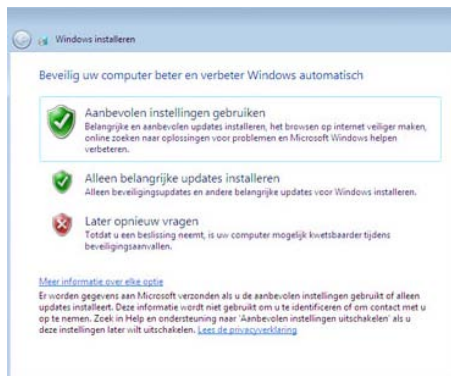 Windows installeren
Beveilig uw computer beter en verbeter Windows automatisch
Aanbevolen instellingen gebruiken
Belangrijke en aanbevolen updates installeren, het browsen op internet veiliger maken,
online zoeken naar oplossingen voor problemen en Microsoft Windows helpen
verbeteren.
Alleen belangrijke updates installeren
Alleen beveiligingsupdates en andere belangrijke updates voor Windows installeren.
Later opnieuw vragen
Totdat u een beslissing neemt, is uw computer mogelijk kwetsbaarder tijdens
beveiligingsaanvallen.
Meer informatie over elke optie
Er worden gegevens aan Microsoft verzonden als u de aanbevolen instellingen gebruikt of alleen
updates installeert. Deze informatie wordt niet gebruikt om u te identificeren of om contact met u
op te nemen. Zoek in Help en ondersteuning naar 'Aanbevolen instellingen uitschakelen' als u
deze instellingen later wilt uitschakelen. Lees de privacyverklaring